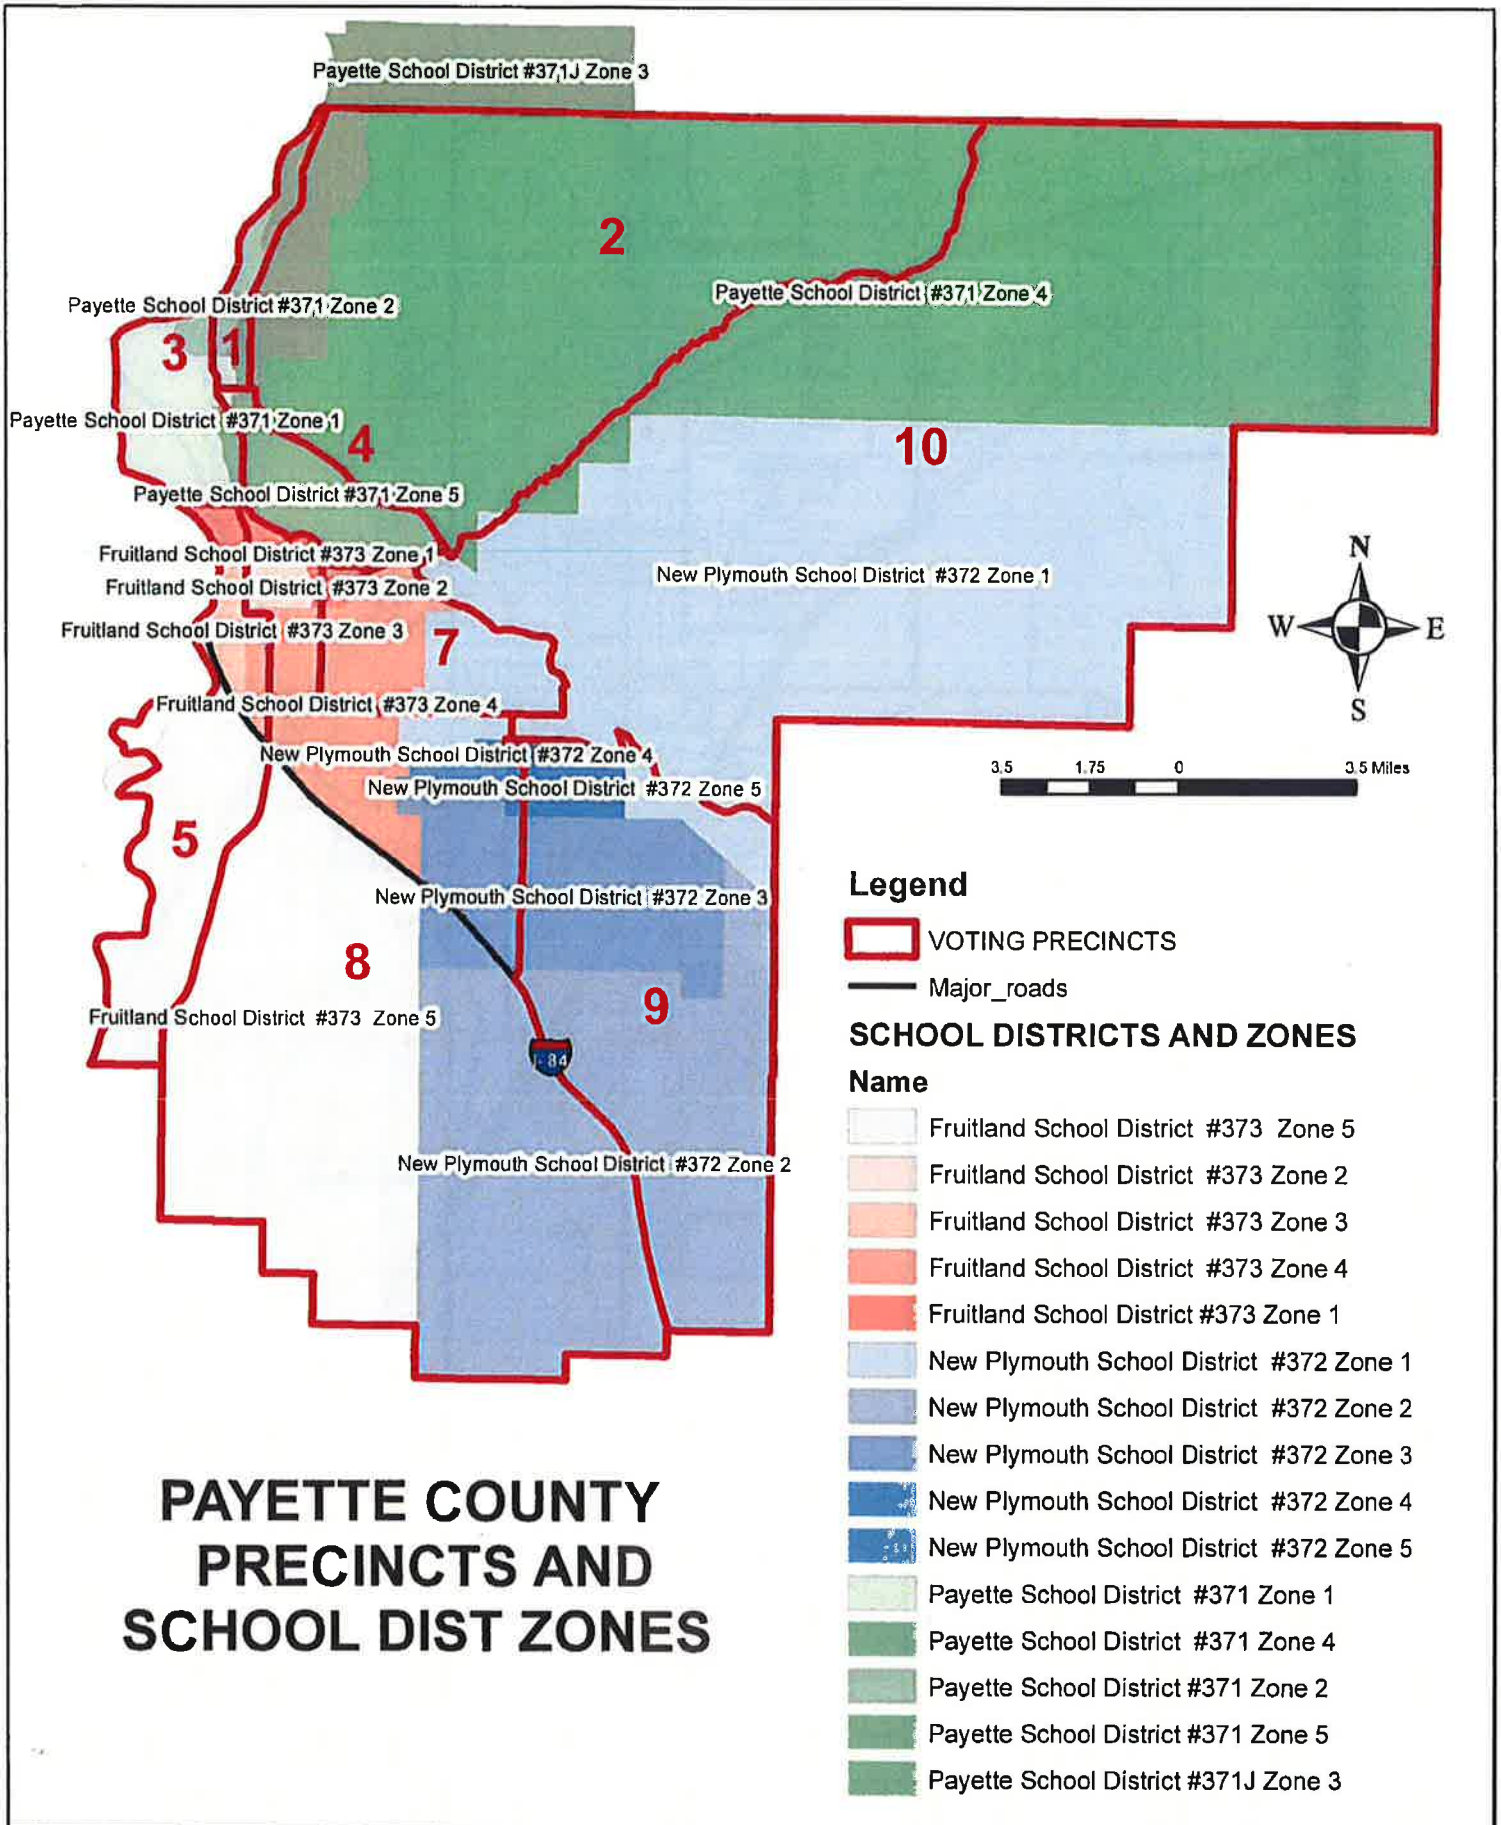 Payette School District #371J Zone 3
2
Payette School District #371 Zone 2
Payette School District #371 Zone 4
3
1
Payette School District #371 Zone 1
4
10
Payette School District #371 Zone 5
Fruitland School District #373 Zone 1
New Plymouth School District #372 Zone 1
Fruitland School District #373 Zone 2
Fruitland School District #373 Zone 3
7
N
W
E
S
Fruitland School District #373 Zone 4
New Plymouth School District #372 Zone 4
New Plymouth School District #372 Zone 5
3.5 1.75 0 3.5 Miles
5
New Plymouth School District #372 Zone 3
8
9
Fruitland School District #373 Zone 5
I-84
New Plymouth School District #372 Zone 2
Legend
VOTING PRECINCTS
Major_roads
SCHOOL DISTRICTS AND ZONES
Name
Fruitland School District #373 Zone 5
Fruitland School District #373 Zone 2
Fruitland School District #373 Zone 3
Fruitland School District #373 Zone 4
Fruitland School District #373 Zone 1
New Plymouth School District #372 Zone 1
New Plymouth School District #372 Zone 2
New Plymouth School District #372 Zone 3
New Plymouth School District #372 Zone 4
New Plymouth School District #372 Zone 5
Payette School District #371 Zone 1
Payette School District #371 Zone 4
Payette School District #371 Zone 2
Payette School District #371 Zone 5
Payette School District #371J Zone 3
PAYETTE COUNTY
PRECINCTS AND
SCHOOL DIST ZONES